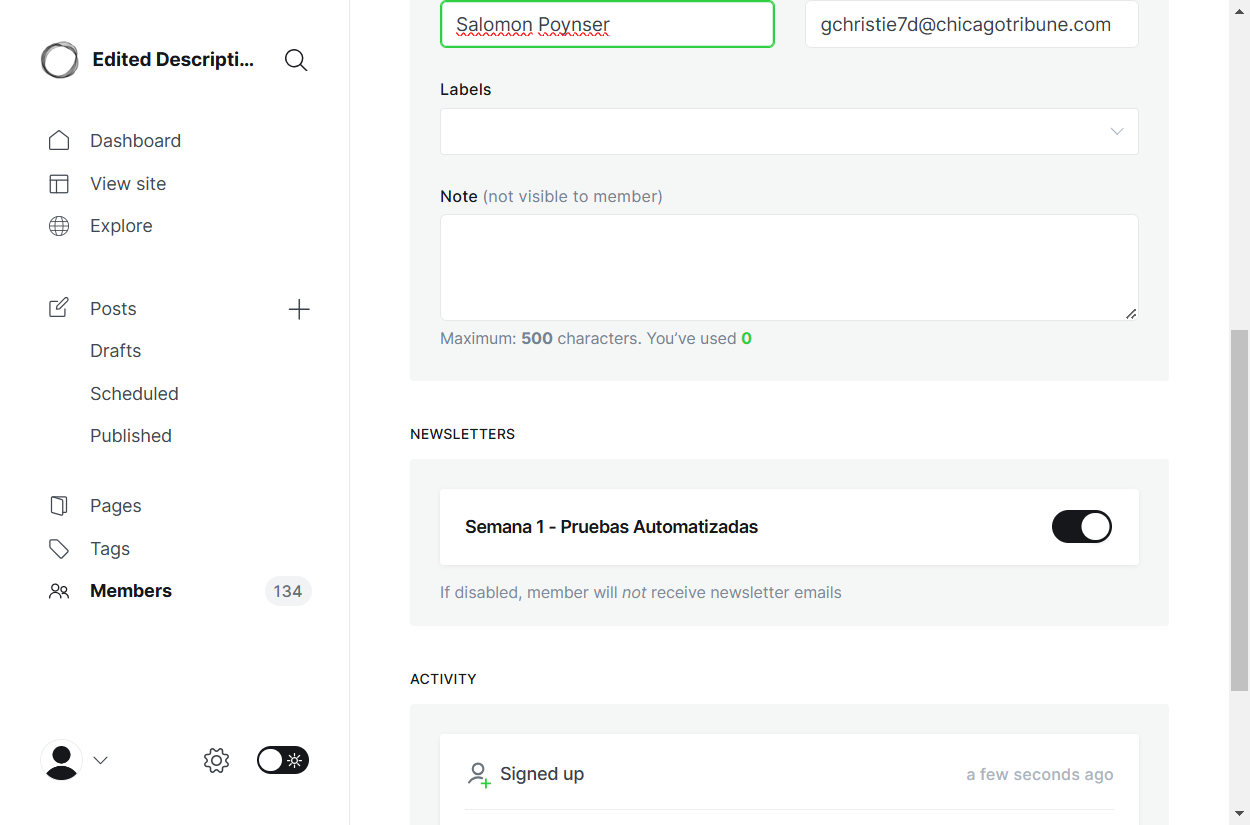 Edited Descripti...
Dashboard
View site
Explore
Posts
Drafts
Scheduled
Published
Pages
Tags
Members 134
Salomon Poynser gchristie7d@chicagotribune.com
Labels
Note (not visible to member)
Maximum: 500 characters. You’ve used 0
NEWSLETTERS
Semana 1 - Pruebas Automatizadas
If disabled, member will not receive newsletter emails
ACTIVITY
Signed up a few seconds ago